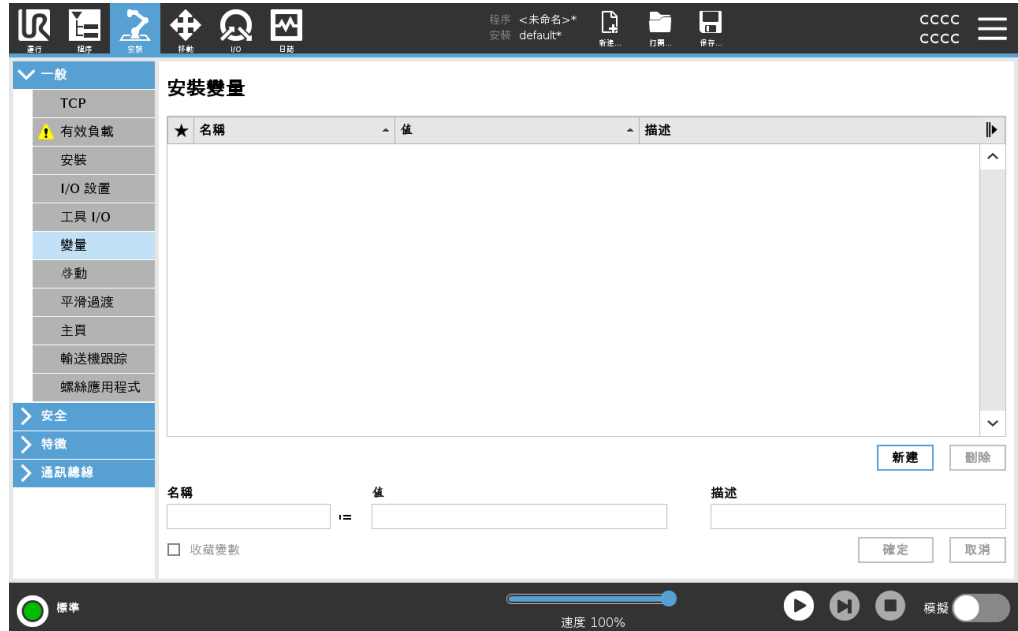 UR
運行 程序 安裝 移動 I/O 日誌
程序 <未命名>*
安裝 default*
新建... 打開... 保存...
CCCC
CCCC
一般
TCP
有效負載
安裝
I/O 設置
工具 I/O
變量
啓動
平滑過渡
主頁
輸送機跟踪
螺絲應用程式
安全
特徵
通訊總線
安裝變量
★ 名稱 值 描述
新建 刪除
名稱 值 描述
:=
收藏變數
確定 取消
標準
速度 100%
模擬